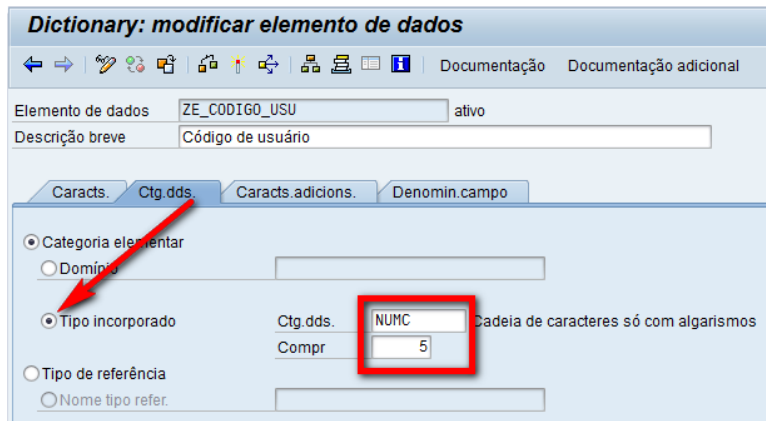 Dictionary: modificar elemento de dados
Documentação Documentação adicional
Elemento de dados ZE_CODIGO_USU ativo
Descrição breve Código de usuário
Caracts. Ctg.dds. Caracts.adicions. Denomin.campo
Categoria elementar
Domínio
Tipo incorporado Ctg.dds. NUMC Cadeia de caracteres só com algarismos
Compr 5
Tipo de referência
Nome tipo refer.